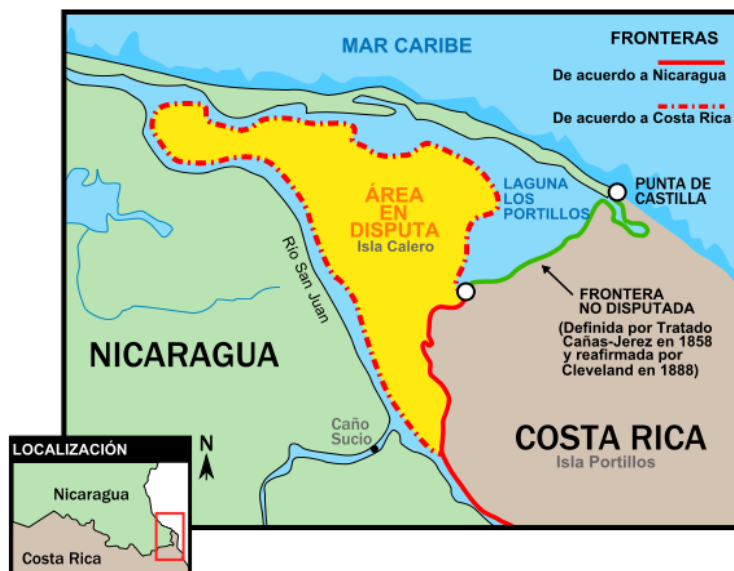 MAR CARIBE
FRONTERAS
De acuerdo a Nicaragua
De acuerdo a Costa Rica
ÁREA
EN
DISPUTA
Isla Calero
LAGUNA
LOS
PORTILLOS
PUNTA DE
CASTILLA
Río San Juan
FRONTERA
NO DISPUTADA
(Definida por Tratado
Cañas-Jerez en 1858
y reafirmada por
Cleveland en 1888)
NICARAGUA
Caño
Sucio
COSTA RICA
Isla Portillos
N
LOCALIZACIÓN
Nicaragua
Costa Rica